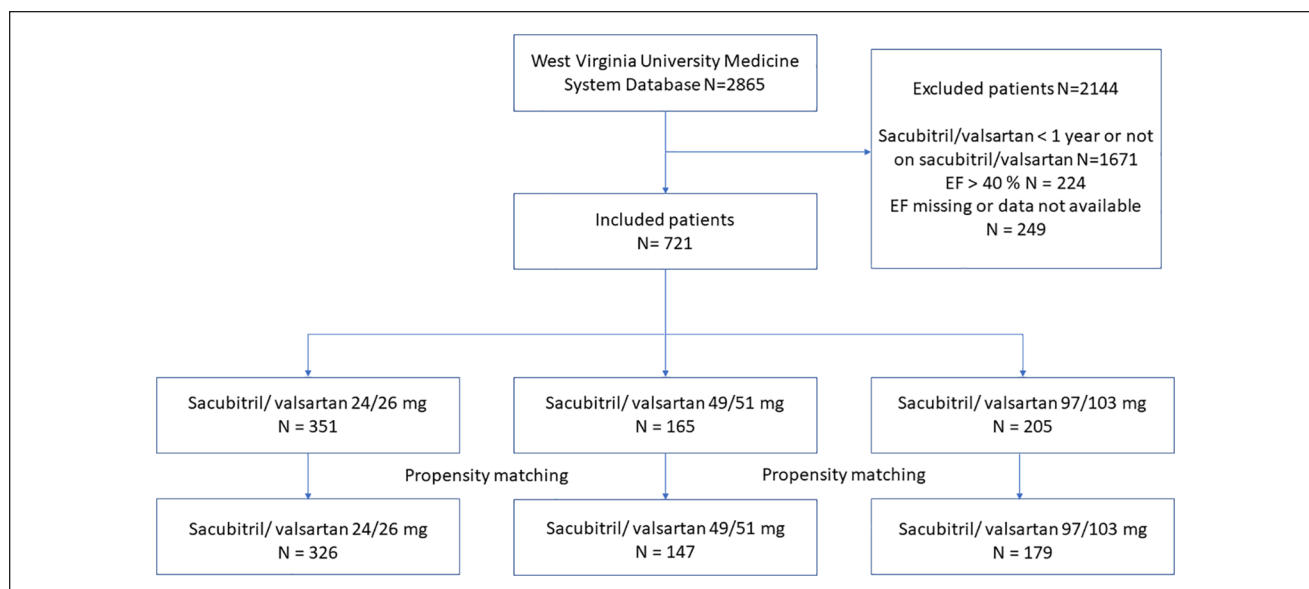 West Virginia University Medicine
System Database N=2865
Excluded patients N=2144
Sacubitril/valsartan < 1 year or not
on sacubitril/valsartan N=1671
EF > 40 % N = 224
EF missing or data not available
N = 249
Included patients
N= 721
Sacubitril/ valsartan 24/26 mg
N = 351
Sacubitril/ valsartan 49/51 mg
N = 165
Sacubitril/ valsartan 97/103 mg
N = 205
Propensity matching
Propensity matching
Sacubitril/ valsartan 24/26 mg
N = 326
Sacubitril/ valsartan 49/51 mg
N = 147
Sacubitril/ valsartan 97/103 mg
N = 179